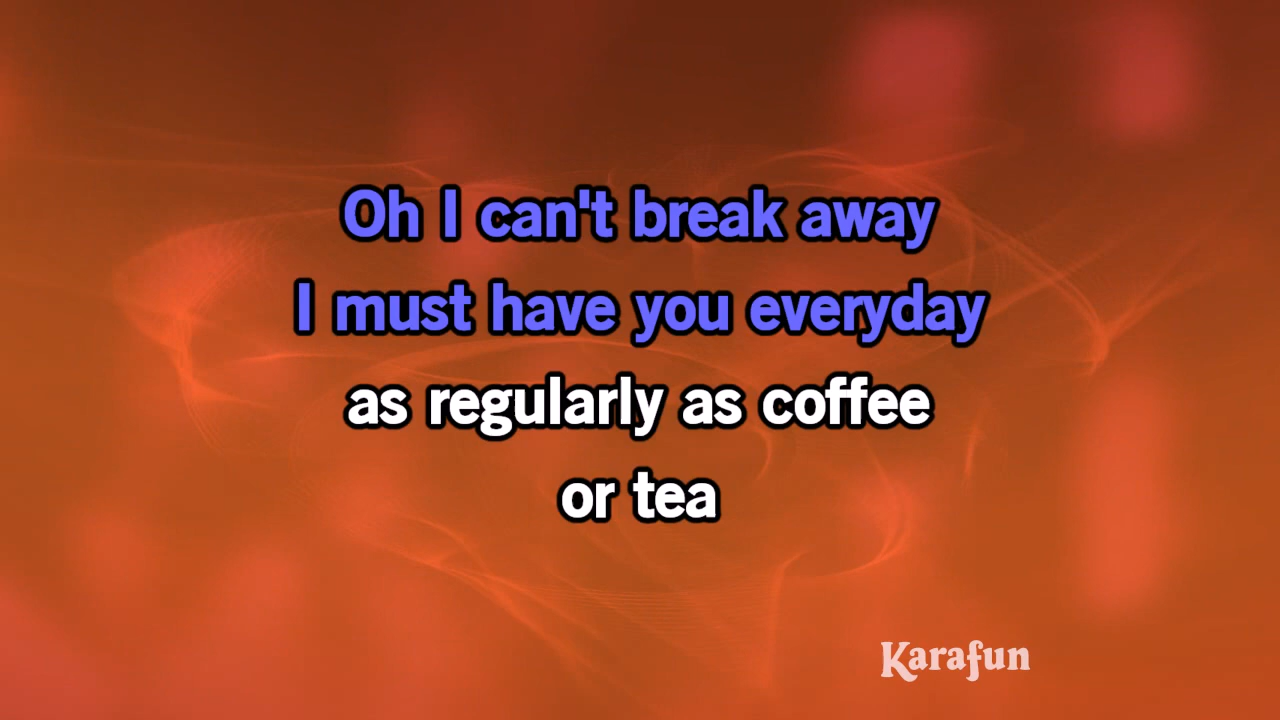 Oh I can't break away
I must have you everyday
as regularly as coffee
or tea
Karafun